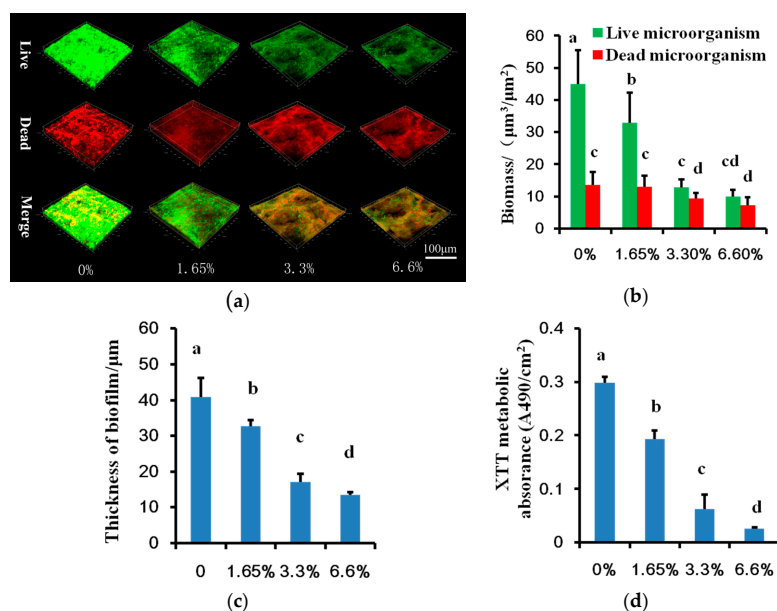 Live
Dead
Merge
100μm
0%
1.65%
3.3%
6.6%
(a)
Biomass/ （μm³/μm²）
60
50
40
30
20
10
0
Live microorganism
Dead microorganism
a
c
b
c
c
d
cd
d
0%
1.65%
3.30%
6.60%
(b)
Thickness of biofilm/μm
60
50
40
30
20
10
0
a
b
c
d
0
1.65%
3.3%
6.6%
(c)
XTT metabolic
absorance (A490/cm²)
0.4
0.3
0.2
0.1
0
a
b
c
d
0%
1.65%
3.3%
6.6%
(d)